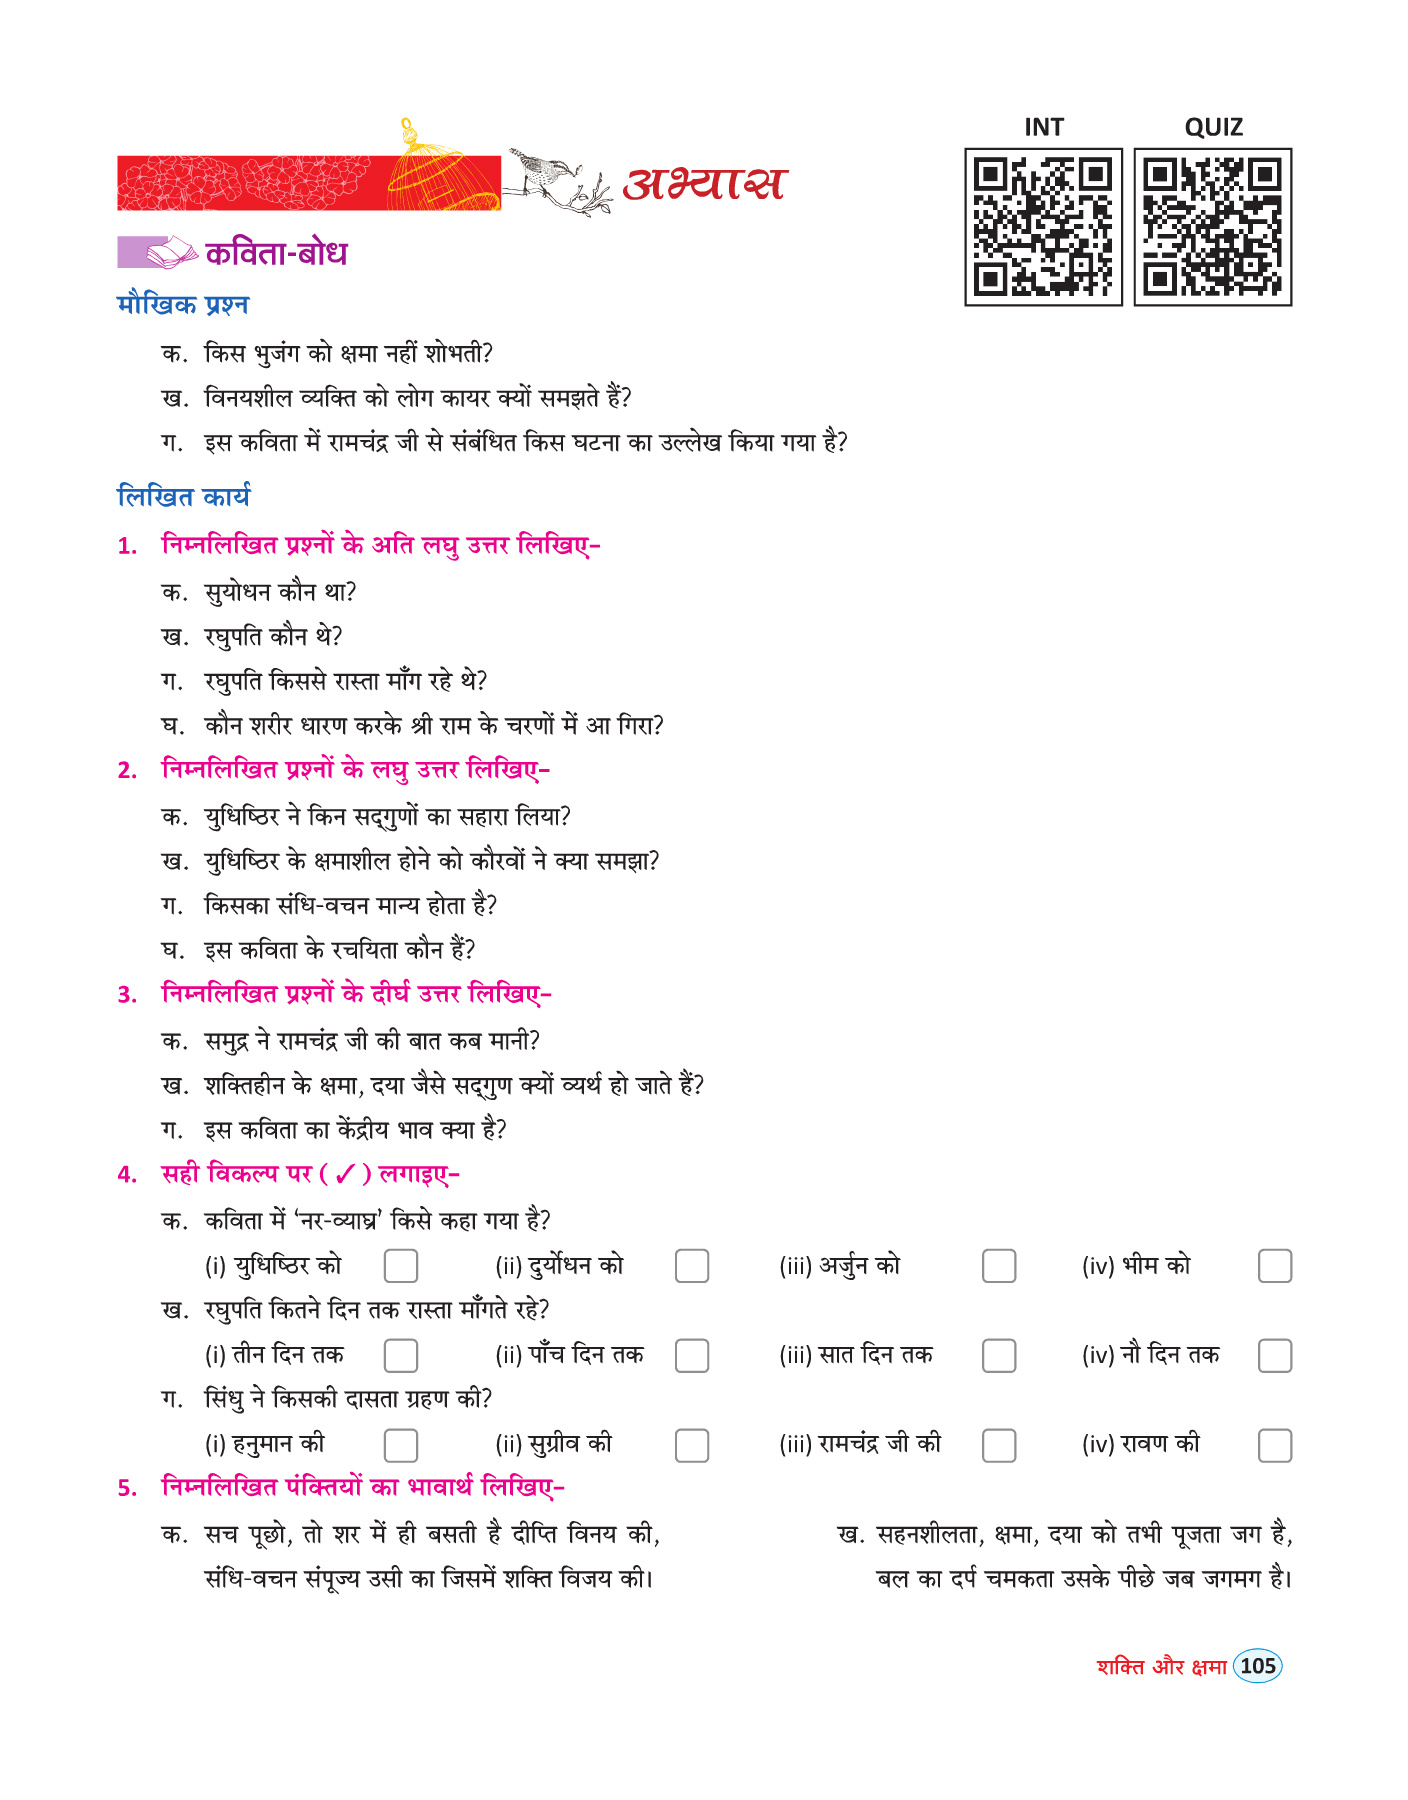 INT QUIZ
अभ्यास
कविता-बोध
मौखिक प्रश्न
क. किस भुजंग को क्षमा नहीं शोभती?
ख. विनयशील व्यक्ति को लोग कायर क्यों समझते हैं?
ग. इस कविता में रामचंद्र जी से संबंधित किस घटना का उल्लेख किया गया है?
लिखित कार्य
1. निम्नलिखित प्रश्नों के अति लघु उत्तर लिखिए–
क. सुयोधन कौन था?
ख. रघुपति कौन थे?
ग. रघुपति किससे रास्ता माँग रहे थे?
घ. कौन शरीर धारण करके श्री राम के चरणों में आ गिरा?
2. निम्नलिखित प्रश्नों के लघु उत्तर लिखिए–
क. युधिष्ठिर ने किन सद्‌गुणों का सहारा लिया?
ख. युधिष्ठिर के क्षमाशील होने को कौरवों ने क्या समझा?
ग. किसका संधि-वचन मान्य होता है?
घ. इस कविता के रचयिता कौन हैं?
3. निम्नलिखित प्रश्नों के दीर्घ उत्तर लिखिए–
क. समुद्र ने रामचंद्र जी की बात कब मानी?
ख. शक्तिहीन के क्षमा, दया जैसे सद्‌गुण क्यों व्यर्थ हो जाते हैं?
ग. इस कविता का केंद्रीय भाव क्या है?
4. सही विकल्प पर (✓) लगाइए–
क. कविता में ‘नर-व्याघ्र’ किसे कहा गया है?
(i) युधिष्ठिर को (ii) दुर्योधन को (iii) अर्जुन को (iv) भीम को
ख. रघुपति कितने दिन तक रास्ता माँगते रहे?
(i) तीन दिन तक (ii) पाँच दिन तक (iii) सात दिन तक (iv) नौ दिन तक
ग. सिंधु ने किसकी दासता ग्रहण की?
(i) हनुमान की (ii) सुग्रीव की (iii) रामचंद्र जी की (iv) रावण की
5. निम्नलिखित पंक्तियों का भावार्थ लिखिए–
क. सच पूछो, तो शर में ही बसती है दीप्ति विनय की, ख. सहनशीलता, क्षमा, दया को तभी पूजता जग है,
संधि-वचन संपूज्य उसी का जिसमें शक्ति विजय की। बल का दर्प चमकता उसके पीछे जब जगमग है।
शक्ति और क्षमा 105